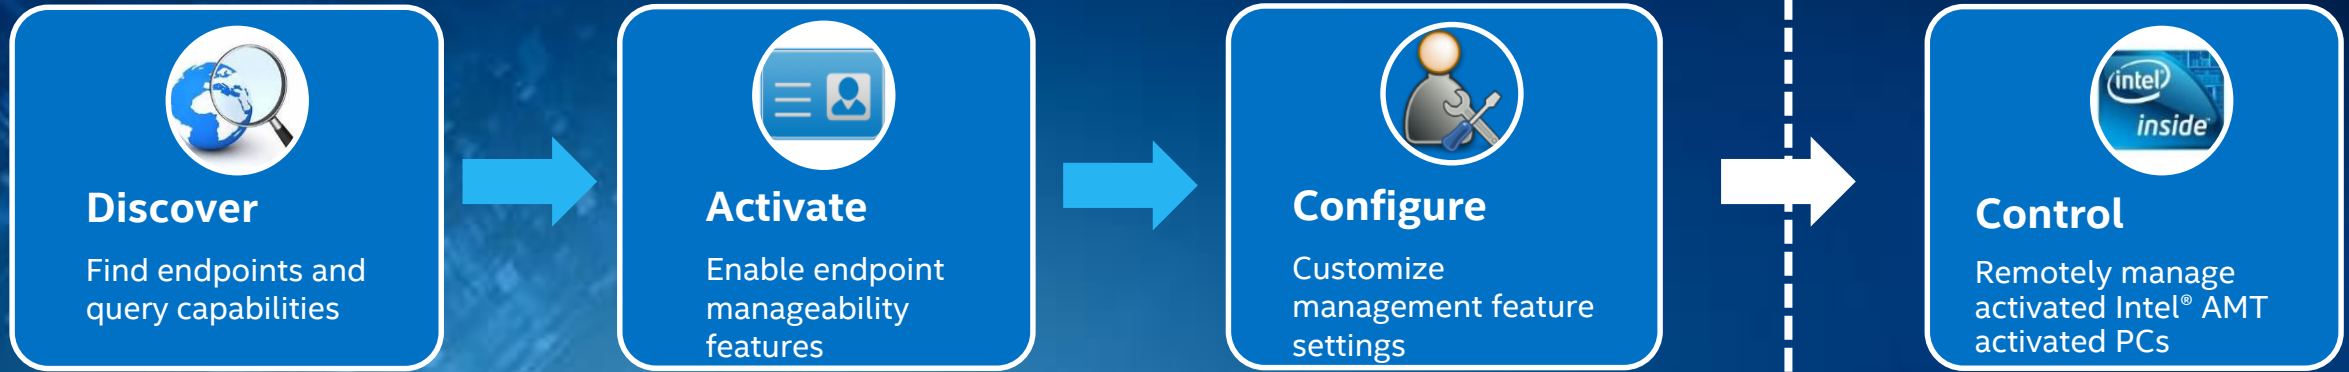 Discover
Find endpoints and
query capabilities
Activate
Enable endpoint
manageability
features
Configure
Customize
management feature
settings
intel
inside
Control
Remotely manage
activated Intel® AMT
activated PCs